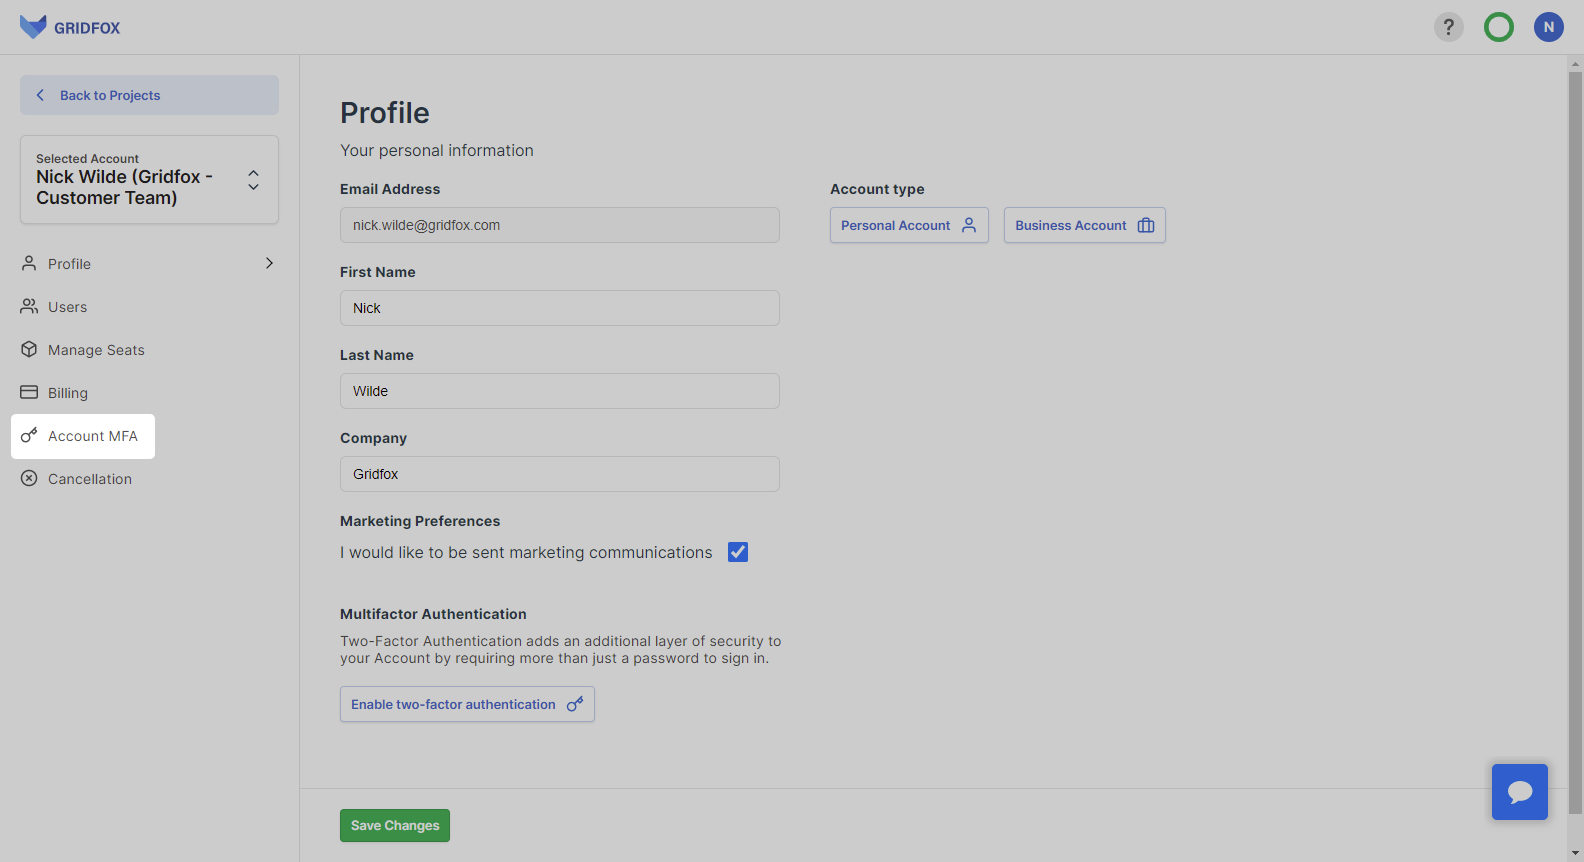 GRIDFOX
?
N
Back to Projects
Selected Account
Nick Wilde (Gridfox -
Customer Team)
Profile
Users
Manage Seats
Billing
Account MFA
Cancellation
Profile
Your personal information
Email Address
nick.wilde@gridfox.com
Account type
Personal Account
Business Account
First Name
Nick
Last Name
Wilde
Company
Gridfox
Marketing Preferences
I would like to be sent marketing communications
Multifactor Authentication
Two-Factor Authentication adds an additional layer of security to
your Account by requiring more than just a password to sign in.
Enable two-factor authentication
Save Changes